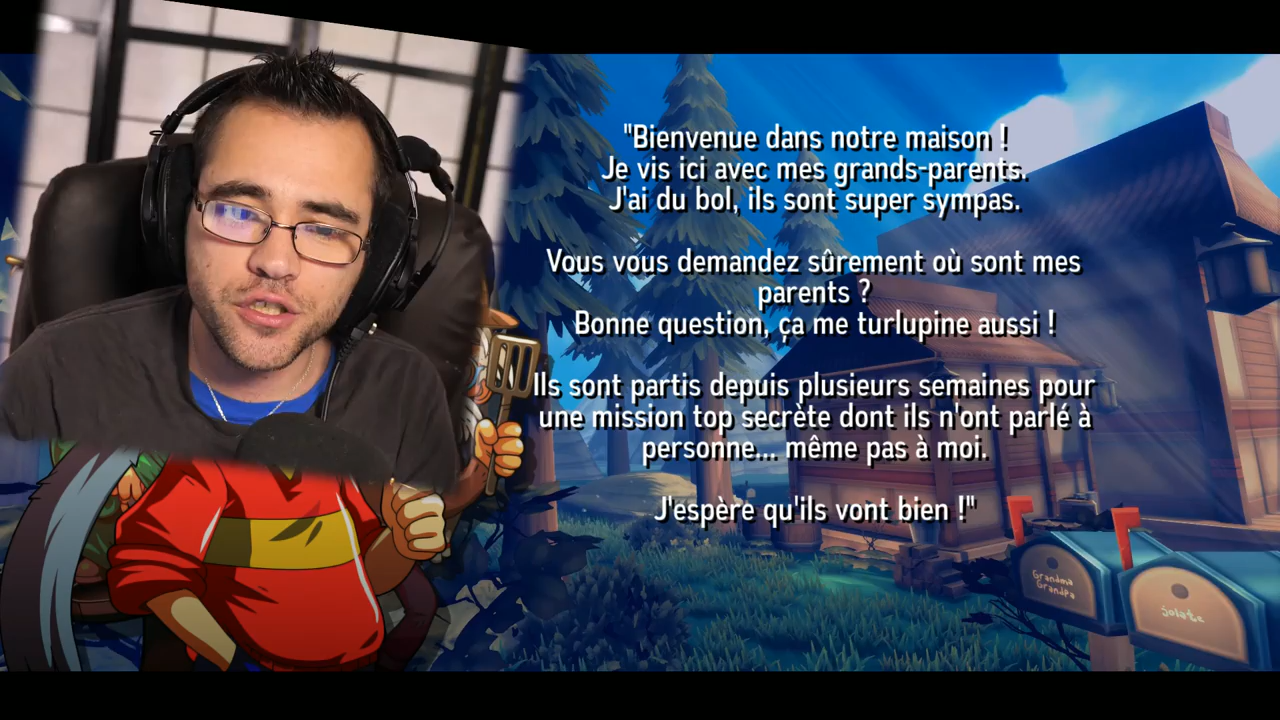 "Bienvenue dans notre maison !
Je vis ici avec mes grands-parents.
J'ai du bol, ils sont super sympas.
Vous vous demandez sûrement où sont mes
parents ?
Bonne question, ça me turlupine aussi !
Ils sont partis depuis plusieurs semaines pour
une mission top secrète dont ils n'ont parlé à
personne... même pas à moi.
J'espère qu'ils vont bien !"
Grandma
Grandpa